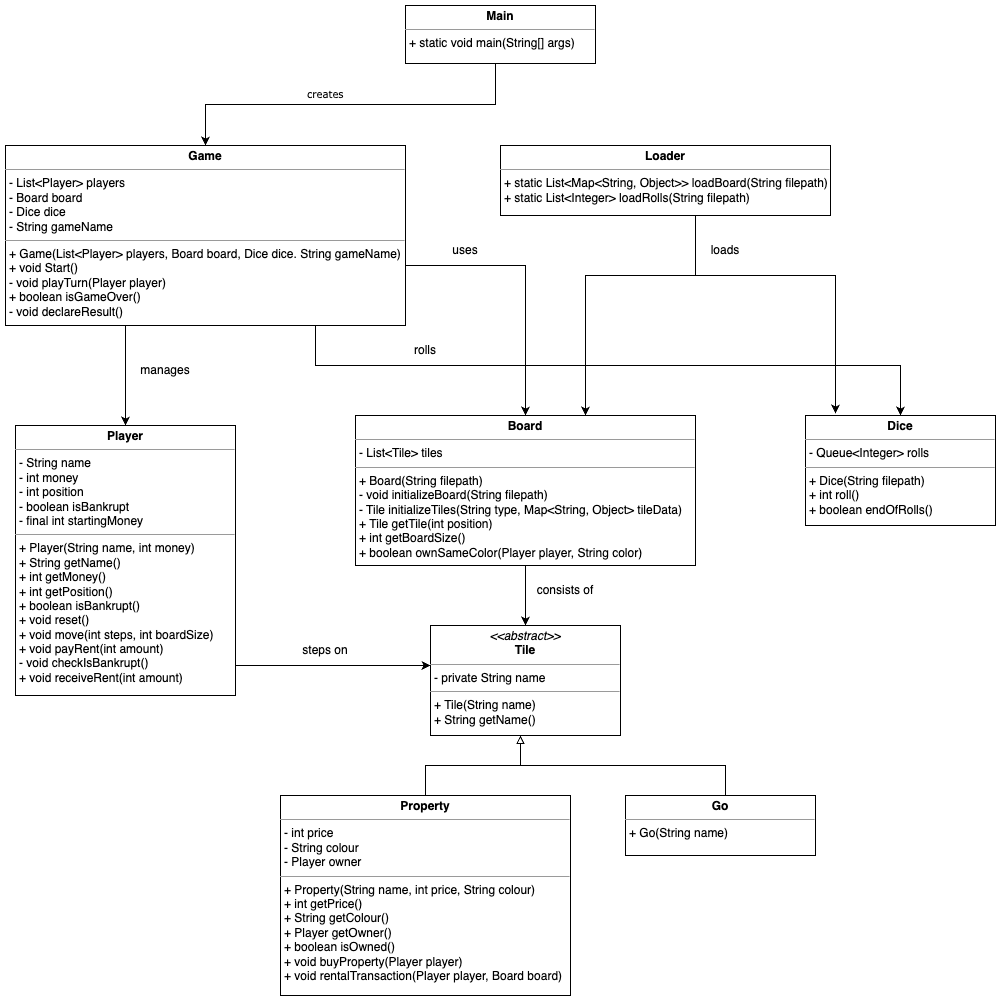 Main
+ static void main(String[] args)
creates
Game
- List<Player> players
- Board board
- Dice dice
- String gameName
+ Game(List<Player> players, Board board, Dice dice. String gameName)
+ void Start()
- void playTurn(Player player)
+ boolean isGameOver()
- void declareResult()
Loader
+ static List<Map<String, Object>> loadBoard(String filepath)
+ static List<Integer> loadRolls(String filepath)
uses
loads
rolls
manages
Player
- String name
- int money
- int position
- boolean isBankrupt
- final int startingMoney
+ Player(String name, int money)
+ String getName()
+ int getMoney()
+ int getPosition()
+ boolean isBankrupt()
+ void reset()
+ void move(int steps, int boardSize)
+ void payRent(int amount)
- void checkIsBankrupt()
+ void receiveRent(int amount)
Board
- List<Tile> tiles
+ Board(String filepath)
- void initializeBoard(String filepath)
- Tile initializeTiles(String type, Map<String, Object> tileData)
+ Tile getTile(int position)
+ int getBoardSize()
+ boolean ownSameColor(Player player, String color)
Dice
- Queue<Integer> rolls
+ Dice(String filepath)
+ int roll()
+ boolean endOfRolls()
consists of
steps on
<<abstract>>
Tile
- private String name
+ Tile(String name)
+ String getName()
Property
- int price
- String colour
- Player owner
+ Property(String name, int price, String colour)
+ int getPrice()
+ String getColour()
+ Player getOwner()
+ boolean isOwned()
+ void buyProperty(Player player)
+ void rentalTransaction(Player player, Board board)
Go
+ Go(String name)